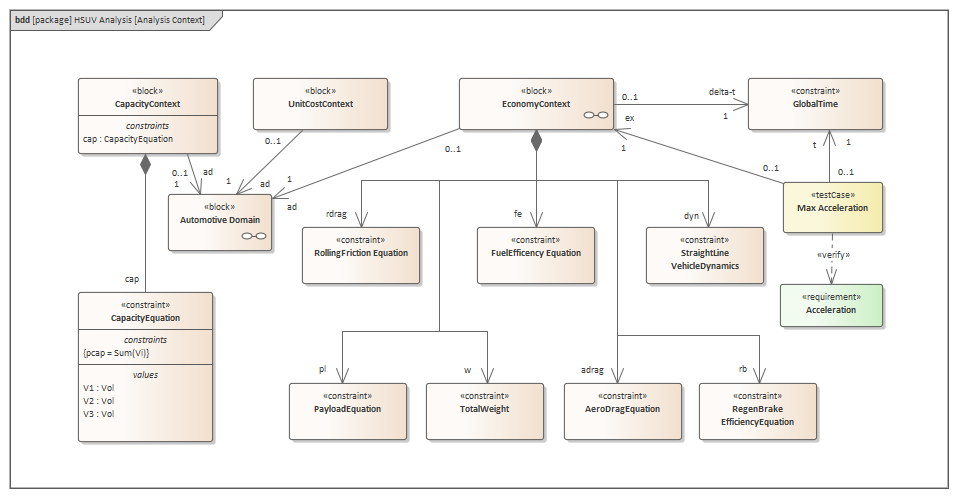 bdd [package] HSUV Analysis [Analysis Context]
«block»
CapacityContext
constraints
cap : CapacityEquation
«block»
UnitCostContext
«block»
EconomyContext
«constraint»
GlobalTime
0..1
delta-t
1
ex
1
0..1
t
1
0..1
0..1
0..1
0..1
1
ad
1
ad
1
ad
«block»
Automotive Domain
«testCase»
Max Acceleration
«verify»
«requirement»
Acceleration
rdrag
fe
dyn
«constraint»
RollingFriction Equation
«constraint»
FuelEfficency Equation
«constraint»
StraightLine
VehicleDynamics
cap
«constraint»
CapacityEquation
constraints
{pcap = Sum(Vi)}
values
V1 : Vol
V2 : Vol
V3 : Vol
pl
w
adrag
rb
«constraint»
PayloadEquation
«constraint»
TotalWeight
«constraint»
AeroDragEquation
«constraint»
RegenBrake
EfficiencyEquation